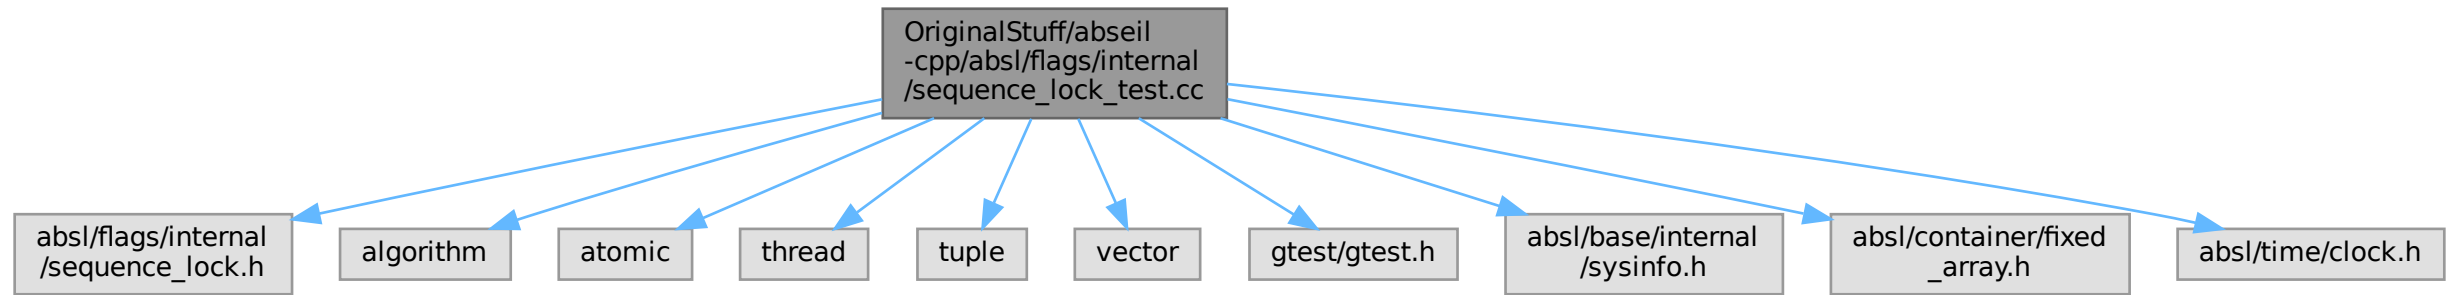 OriginalStuff/abseil
-cpp/absl/flags/internal
/sequence_lock_test.cc
absl/flags/internal
/sequence_lock.h
algorithm
atomic
thread
tuple
vector
gtest/gtest.h
absl/base/internal
/sysinfo.h
absl/container/fixed
_array.h
absl/time/clock.h